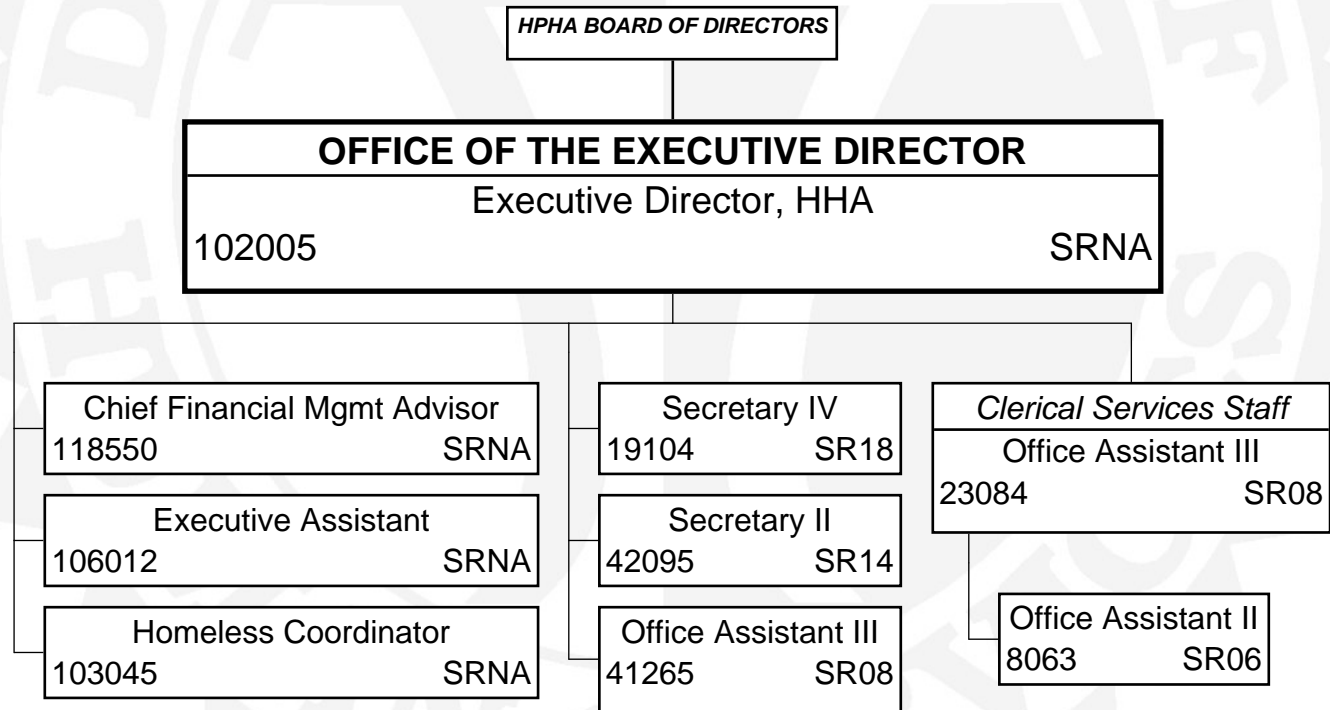 HPHA BOARD OF DIRECTORS
OFFICE OF THE EXECUTIVE DIRECTOR
Executive Director, HHA
102005 SRNA
Chief Financial Mgmt Advisor
118550 SRNA
Executive Assistant
106012 SRNA
Homeless Coordinator
103045 SRNA
Secretary IV
19104 SR18
Secretary II
42095 SR14
Office Assistant III
41265 SR08
Clerical Services Staff
Office Assistant III
23084 SR08
Office Assistant II
8063 SR06